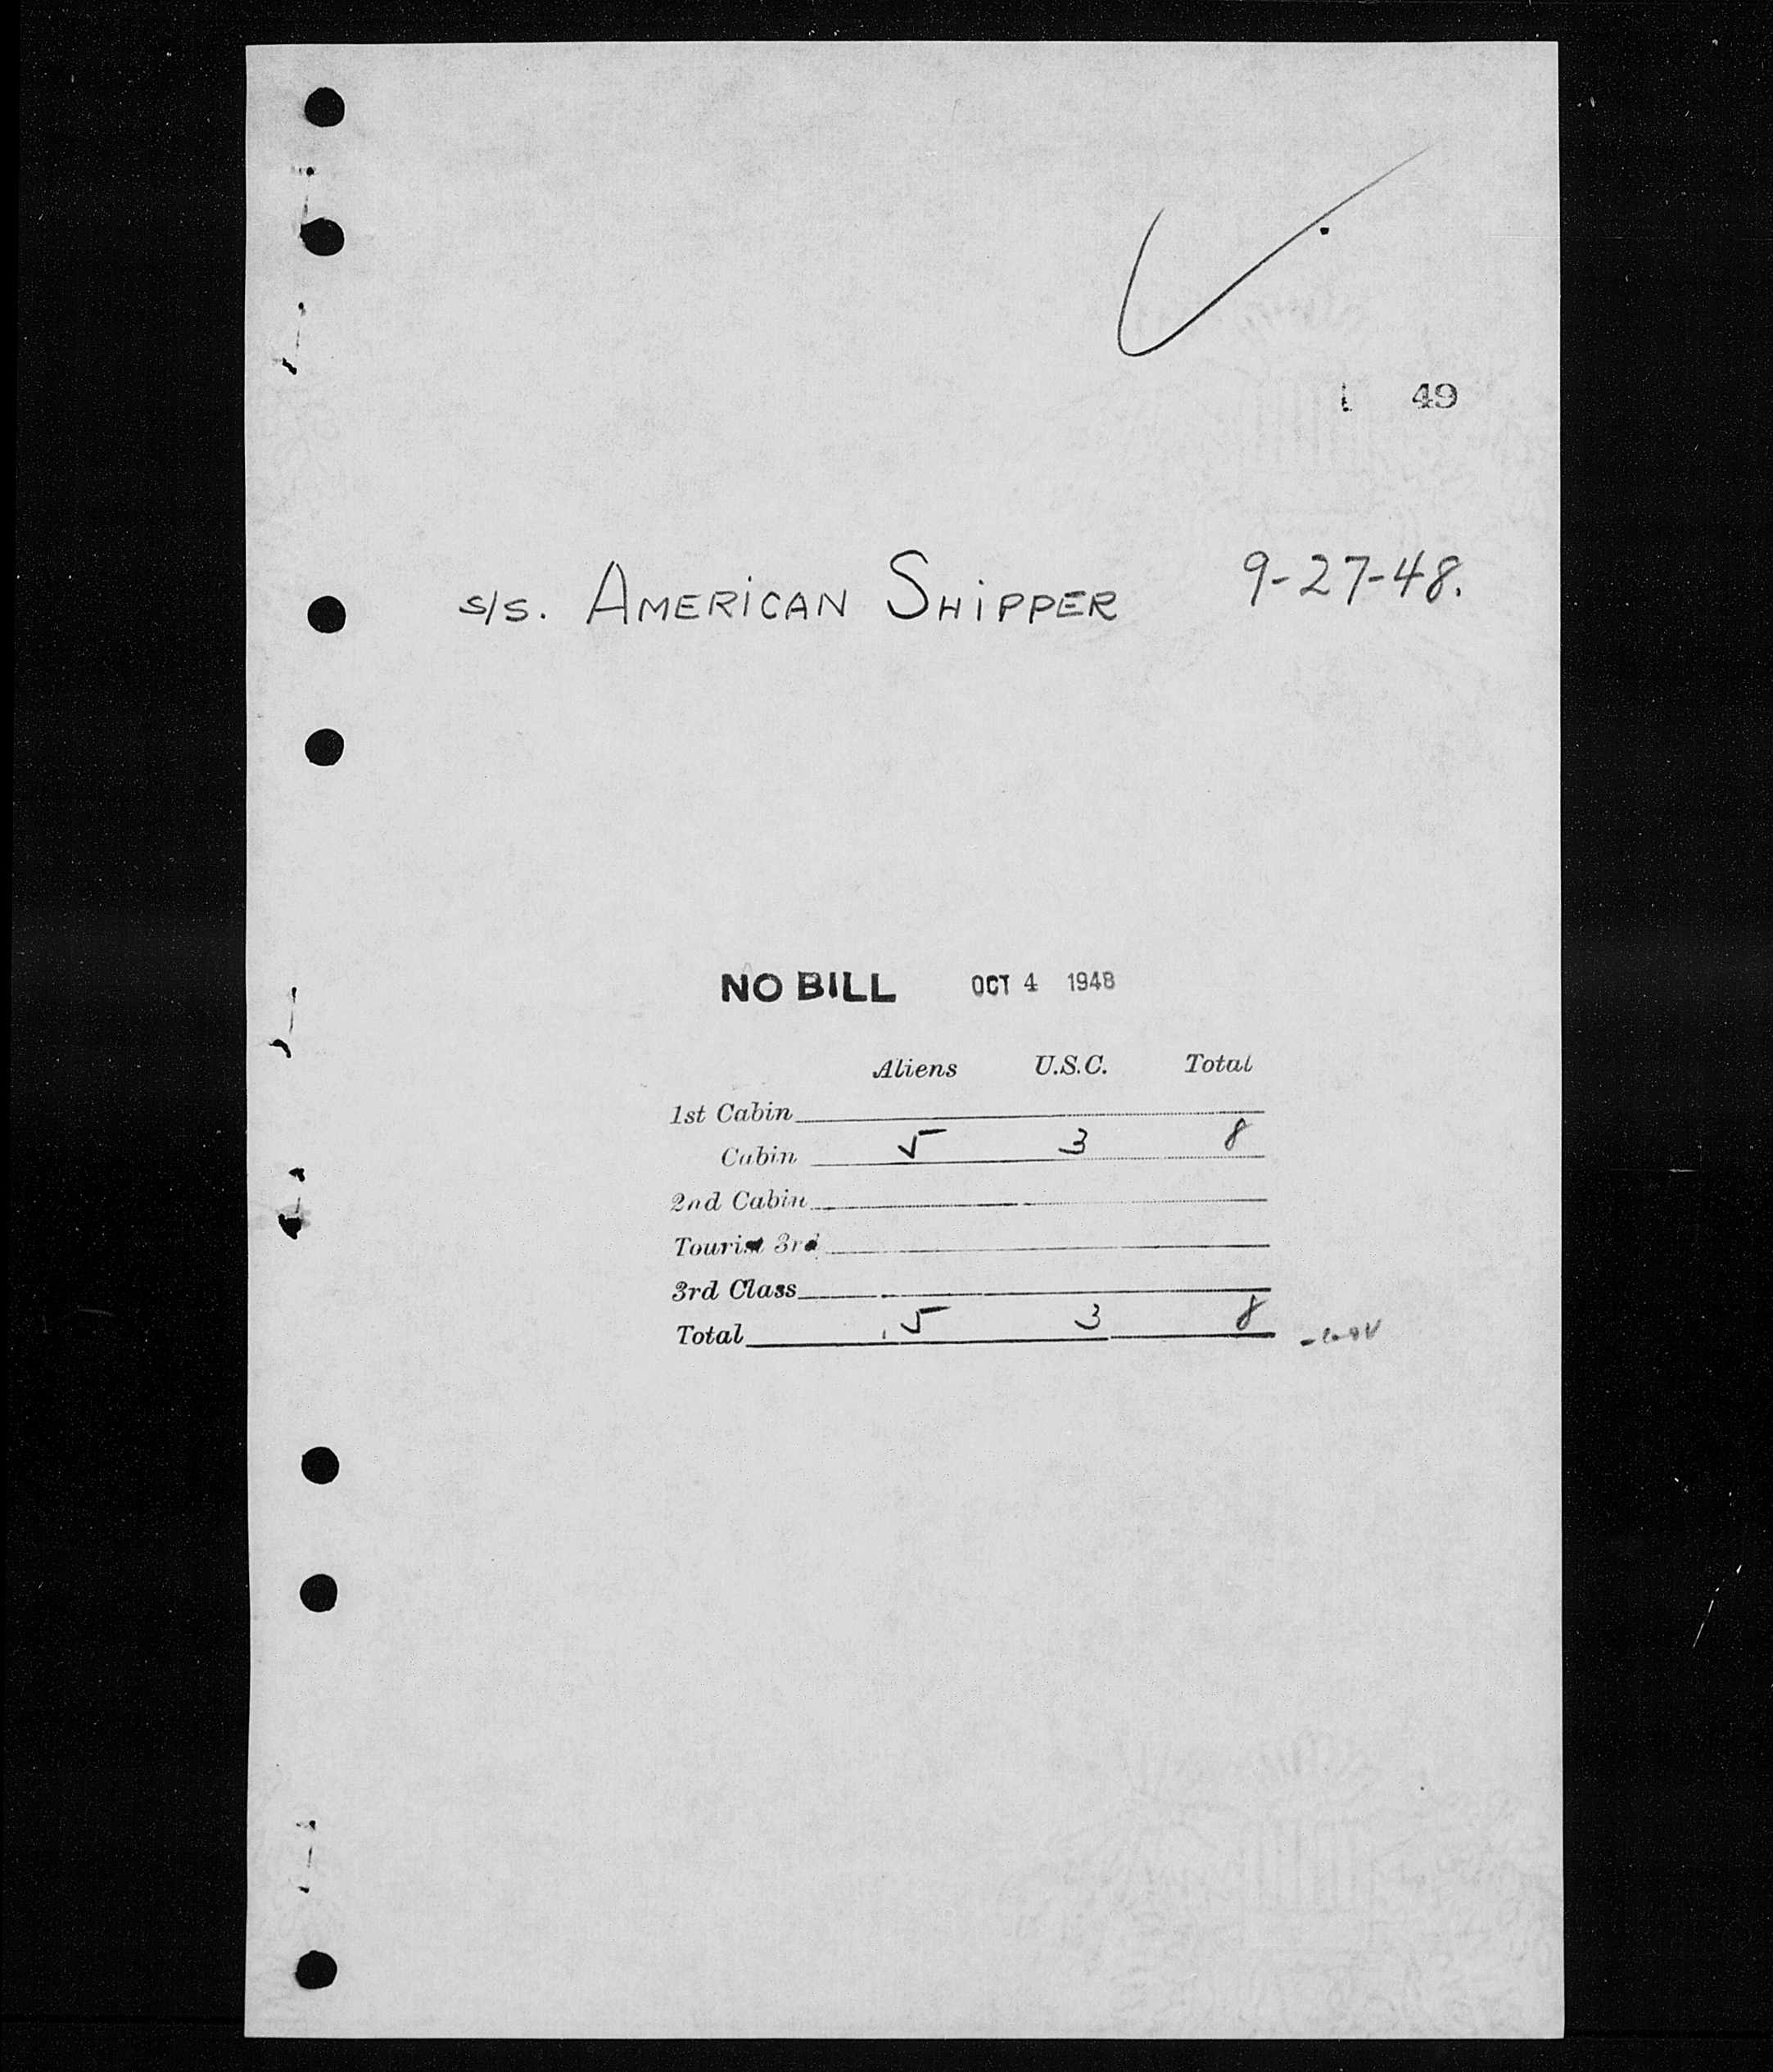 49
S/S. AMERICAN SHIPPER 9-27-48.
NO BILL OCT 4 1948
Aliens U.S.C. Total
1st Cabin
Cabin 5 3 8
2nd Cabin
Tourist 3rd
3rd Class
Total 5 3 8